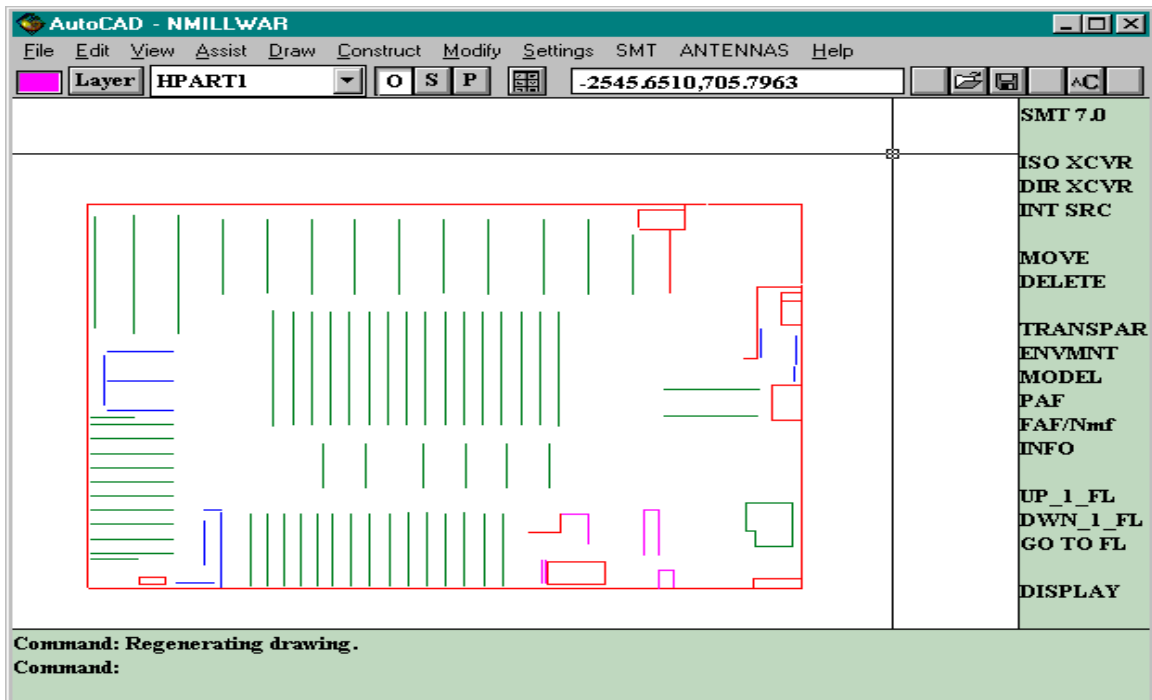 AutoCAD - NMILLWAR
File Edit View Assist Draw Construct Modify Settings SMT ANTENNAS Help
Layer HPART1 O S P -2545.6510,705.7963 ^C
SMT 7.0
ISO XCVR
DIR XCVR
INT SRC
MOVE
DELETE
TRANSPAR
ENVMNT
MODEL
PAF
FAF/Nmf
INFO
UP_1_FL
DWN_1_FL
GO TO FL
DISPLAY
Command: Regenerating drawing.
Command: